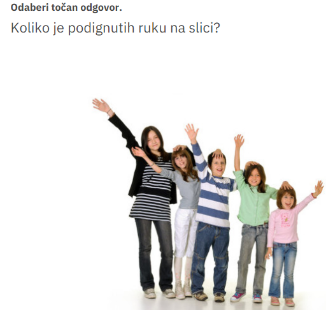 Odaberi točan odgovor.
Koliko je podignutih ruku na slici?